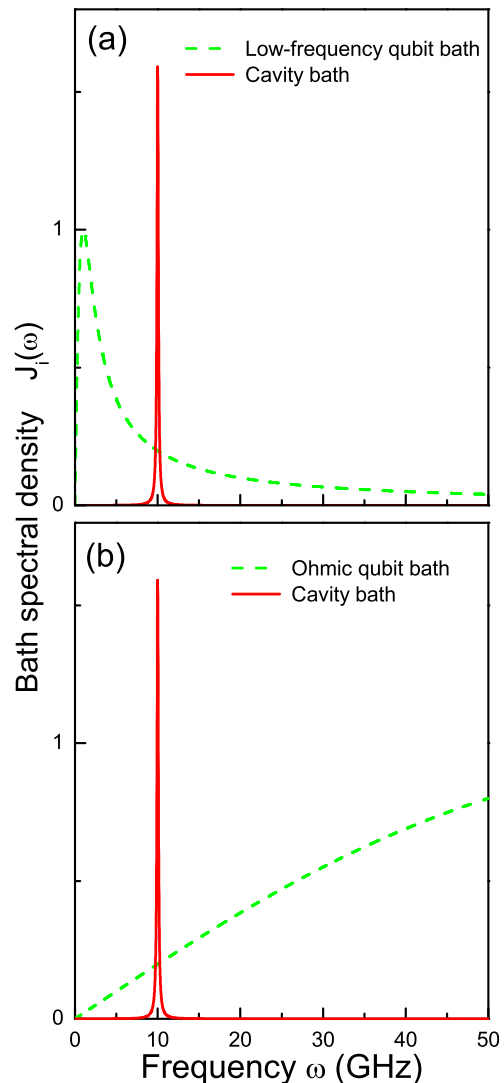 (a)
Low-frequency qubit bath
Cavity bath
1
0
Bath spectral density J_i(ω)
(b)
Ohmic qubit bath
Cavity bath
1
0
0 10 20 30 40 50
Frequency ω (GHz)